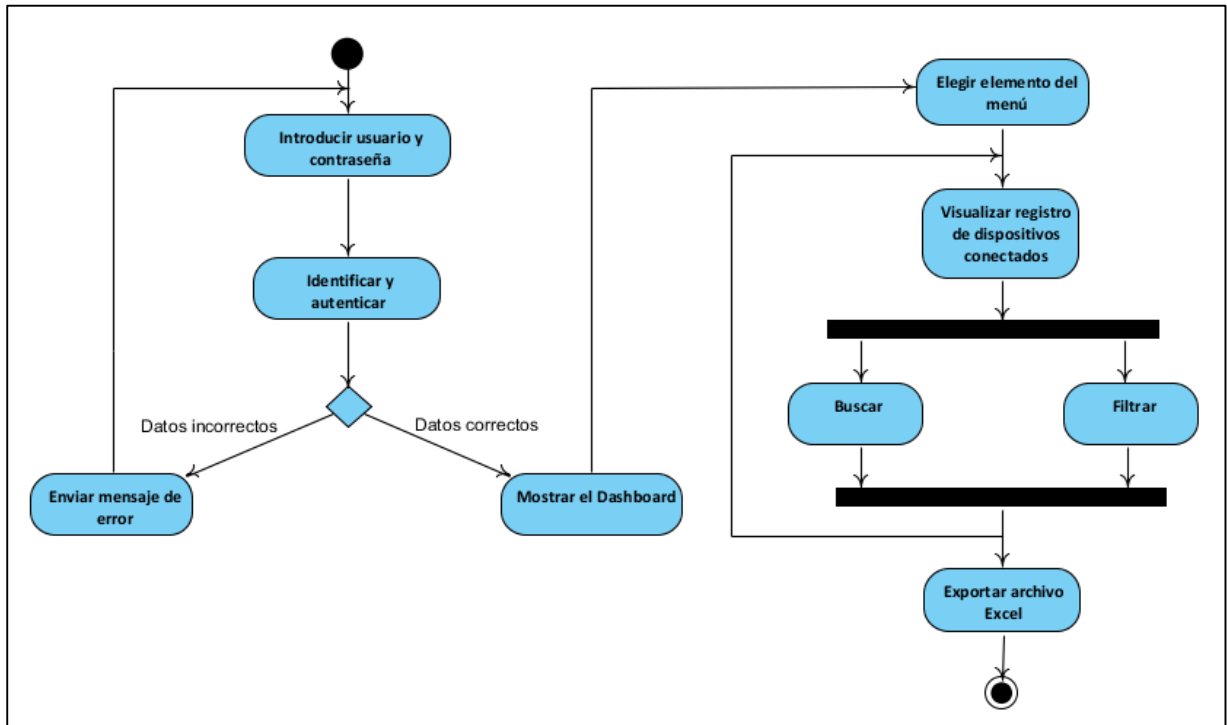 Introducir usuario y
contraseña
Identificar y
autenticar
Datos incorrectos
Datos correctos
Enviar mensaje de
error
Mostrar el Dashboard
Elegir elemento del
menú
Visualizar registro
de dispositivos
conectados
Buscar
Filtrar
Exportar archivo
Excel